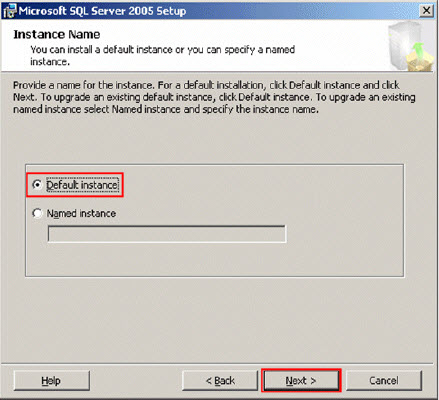 Microsoft SQL Server 2005 Setup
Instance Name
You can install a default instance or you can specify a named
instance.
Provide a name for the instance. For a default installation, click Default instance and click
Next. To upgrade an existing default instance, click Default instance. To upgrade an existing
named instance select Named instance and specify the instance name.
Default instance
Named instance
Help
< Back
Next >
Cancel